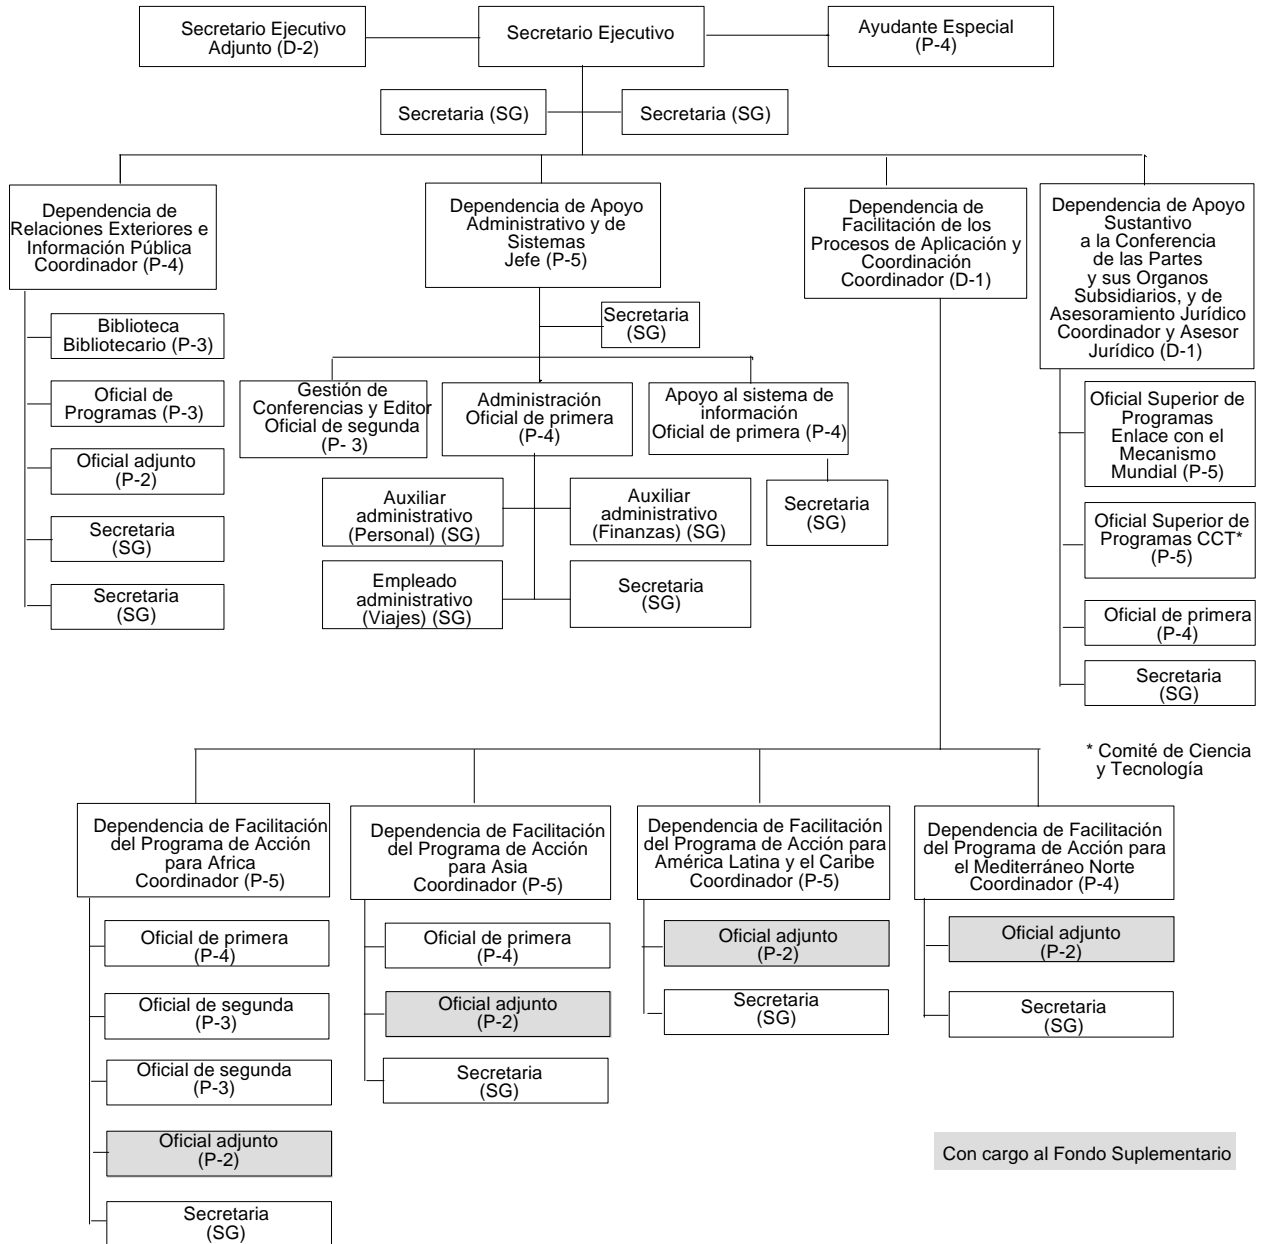 Secretario Ejecutivo
Adjunto (D-2)
Secretario Ejecutivo
Ayudante Especial
(P-4)
Secretaria (SG)
Secretaria (SG)
Dependencia de
Relaciones Exteriores e
Información Pública
Coordinador (P-4)
Biblioteca
Bibliotecario (P-3)
Oficial de
Programas (P-3)
Oficial adjunto
(P-2)
Secretaria
(SG)
Secretaria
(SG)
Dependencia de Apoyo
Administrativo y de
Sistemas
Jefe (P-5)
Secretaria
(SG)
Gestión de
Conferencias y Editor
Oficial de segunda
(P- 3)
Administración
Oficial de primera
(P-4)
Apoyo al sistema de
información
Oficial de primera (P-4)
Auxiliar
administrativo
(Personal) (SG)
Auxiliar
administrativo
(Finanzas) (SG)
Secretaria
(SG)
Empleado
administrativo
(Viajes) (SG)
Secretaria
(SG)
Dependencia de
Facilitación de los
Procesos de Aplicación y
Coordinación
Coordinador (D-1)
Dependencia de Apoyo
Sustantivo
a la Conferencia
de las Partes
y sus Organos
Subsidiarios, y de
Asesoramiento Jurídico
Coordinador y Asesor
Jurídico (D-1)
Oficial Superior de
Programas
Enlace con el
Mecanismo
Mundial (P-5)
Oficial Superior de
Programas CCT*
(P-5)
Oficial de primera
(P-4)
Secretaria
(SG)
* Comité de Ciencia
y Tecnología
Dependencia de Facilitación
del Programa de Acción
para Africa
Coordinador (P-5)
Oficial de primera
(P-4)
Oficial de segunda
(P-3)
Oficial de segunda
(P-3)
Oficial adjunto
(P-2)
Secretaria
(SG)
Dependencia de Facilitación
del Programa de Acción
para Asia
Coordinador (P-5)
Oficial de primera
(P-4)
Oficial adjunto
(P-2)
Secretaria
(SG)
Dependencia de Facilitación
del Programa de Acción para
América Latina y el Caribe
Coordinador (P-5)
Oficial adjunto
(P-2)
Secretaria
(SG)
Dependencia de Facilitación
del Programa de Acción para
el Mediterráneo Norte
Coordinador (P-4)
Oficial adjunto
(P-2)
Secretaria
(SG)
Con cargo al Fondo Suplementario